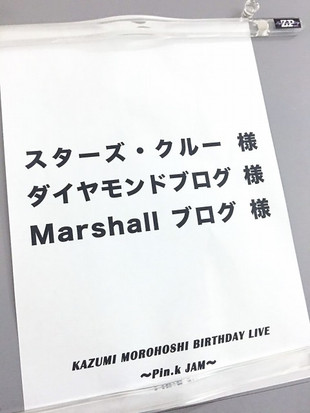 ZP
スターズ・クルー 様
ダイヤモンドブログ 様
Marshall ブログ 様
KAZUMI MOROHOSHI BIRTHDAY LIVE
～Pin.k JAM～